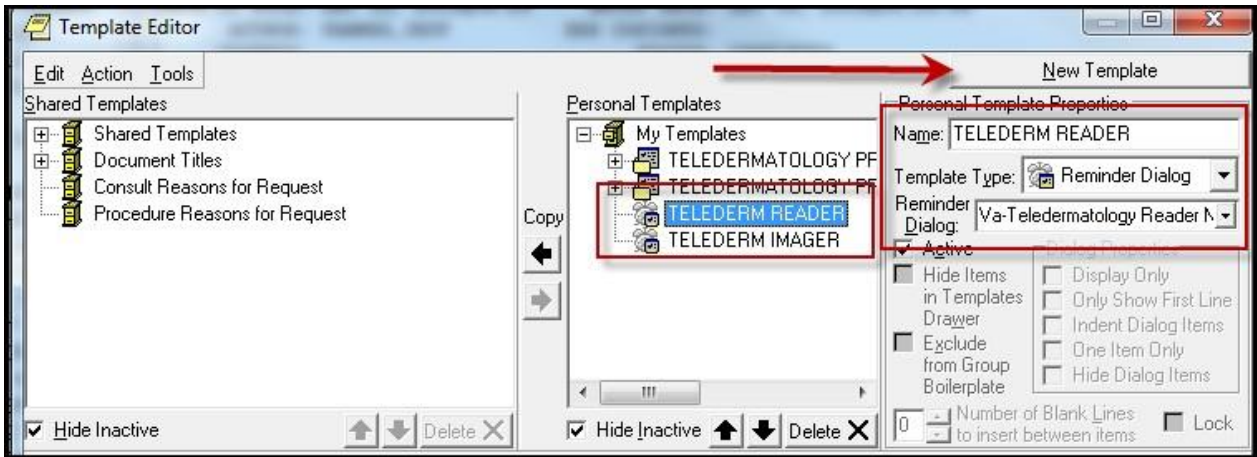 Template Editor
Edit Action Tools
New Template
Shared Templates
Shared Templates
Document Titles
Consult Reasons for Request
Procedure Reasons for Request
Hide Inactive
Delete
Copy
Personal Templates
My Templates
TELEDERMATOLOGY PF
TELEDERMATOLOGY PF
TELEDERM READER
TELEDERM IMAGER
Hide Inactive
Delete
Personal Template Properties
Name: TELEDERM READER
Template Type: Reminder Dialog
Reminder
Dialog: Va-Teledermatology Reader N
Active
Hide Items
in Templates
Drawer
Exclude
from Group
Boilerplate
Dialog Properties
Display Only
Only Show First Line
Indent Dialog Items
One Item Only
Hide Dialog Items
0 Number of Blank Lines
to insert between items
Lock